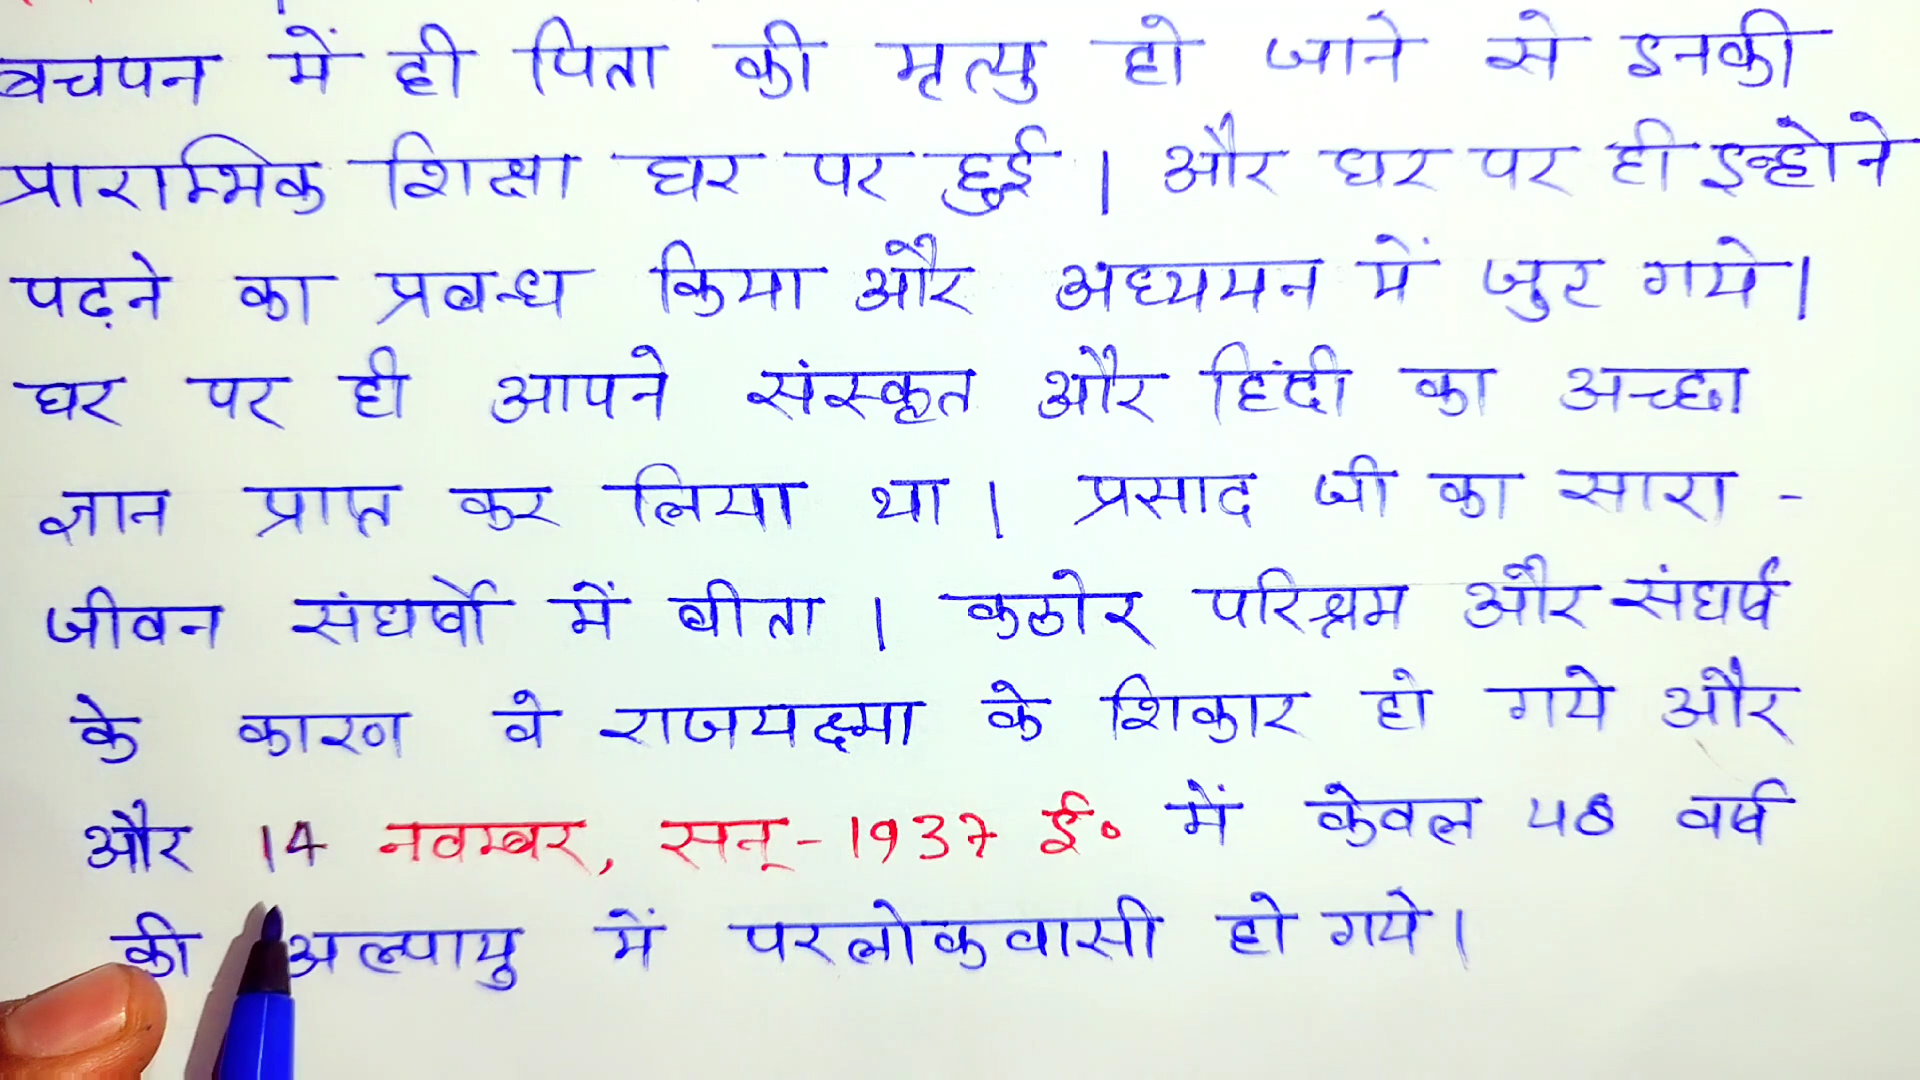 बचपन में ही पिता की मृत्यु हो जाने से इनकी
प्रारम्भिक शिक्षा घर पर हुई । और घर पर ही इन्होने
पढ़ने का प्रबन्ध किया और अध्ययन में जुट गये।
घर पर ही आपने संस्कृत और हिंदी का अच्छा
ज्ञान प्राप्त कर लिया था । प्रसाद जी का सारा -
जीवन संघर्षो में बीता । कठोर परिश्रम और संघर्ष
के कारण वे राजयक्ष्मा के शिकार हो गये और
और 14 नवम्बर, सन्-1937 ई० में केवल 48 वर्ष
की अल्पायु में परलोकवासी हो गये।